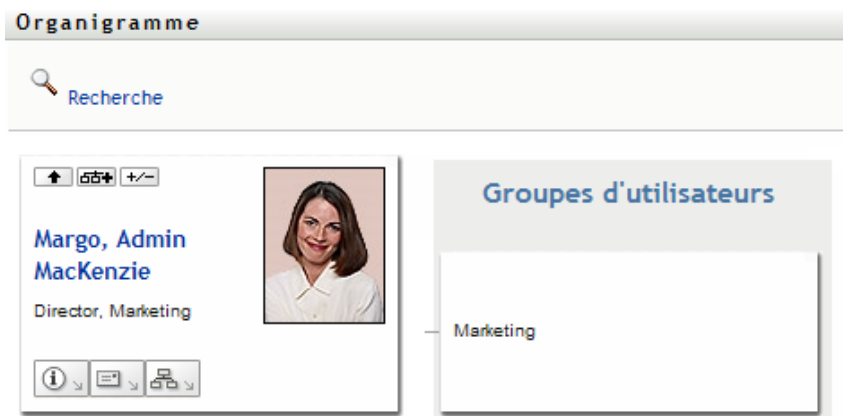 Organigramme
Recherche
+/-
Margo, Admin
MacKenzie
Director, Marketing
Groupes d'utilisateurs
Marketing